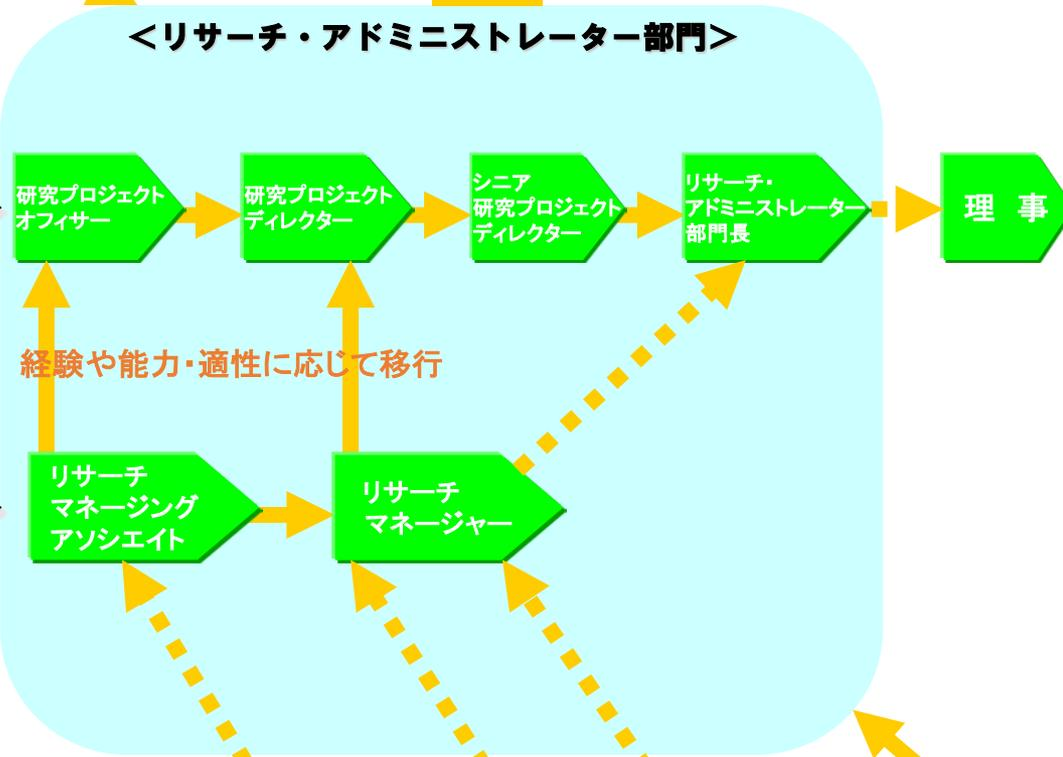 ＜リサーチ・アドミニストレーター部門＞
研究プロジェクト
オフィサー
研究プロジェクト
ディレクター
シニア
研究プロジェクト
ディレクター
リサーチ・
アドミニストレーター
部門長
理 事
経験や能力・適性に応じて移行
リサーチ
マネージング
アソシエイト
リサーチ
マネージャー